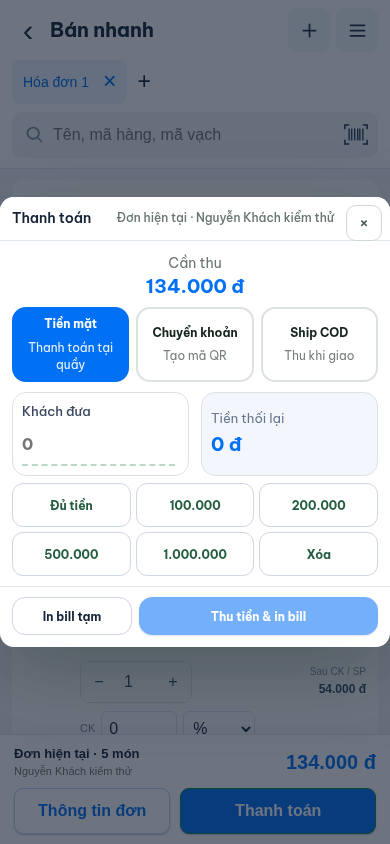 Bán nhanh
Hóa đơn 1 × +
Tên, mã hàng, mã vạch
Thanh toán
Đơn hiện tại · Nguyễn Khách kiểm thử
×
Cần thu
134.000 đ
Tiền mặt
Thanh toán tại quầy
Chuyển khoản
Tạo mã QR
Ship COD
Thu khi giao
Khách đưa
0
Tiền thối lại
0 đ
Đủ tiền
100.000
200.000
500.000
1.000.000
Xóa
In bill tạm
Thu tiền & in bill
− 1 +
Sau CK / SP
54.000 đ
CK 0 %
Đơn hiện tại · 5 món
Nguyễn Khách kiểm thử
134.000 đ
Thông tin đơn
Thanh toán